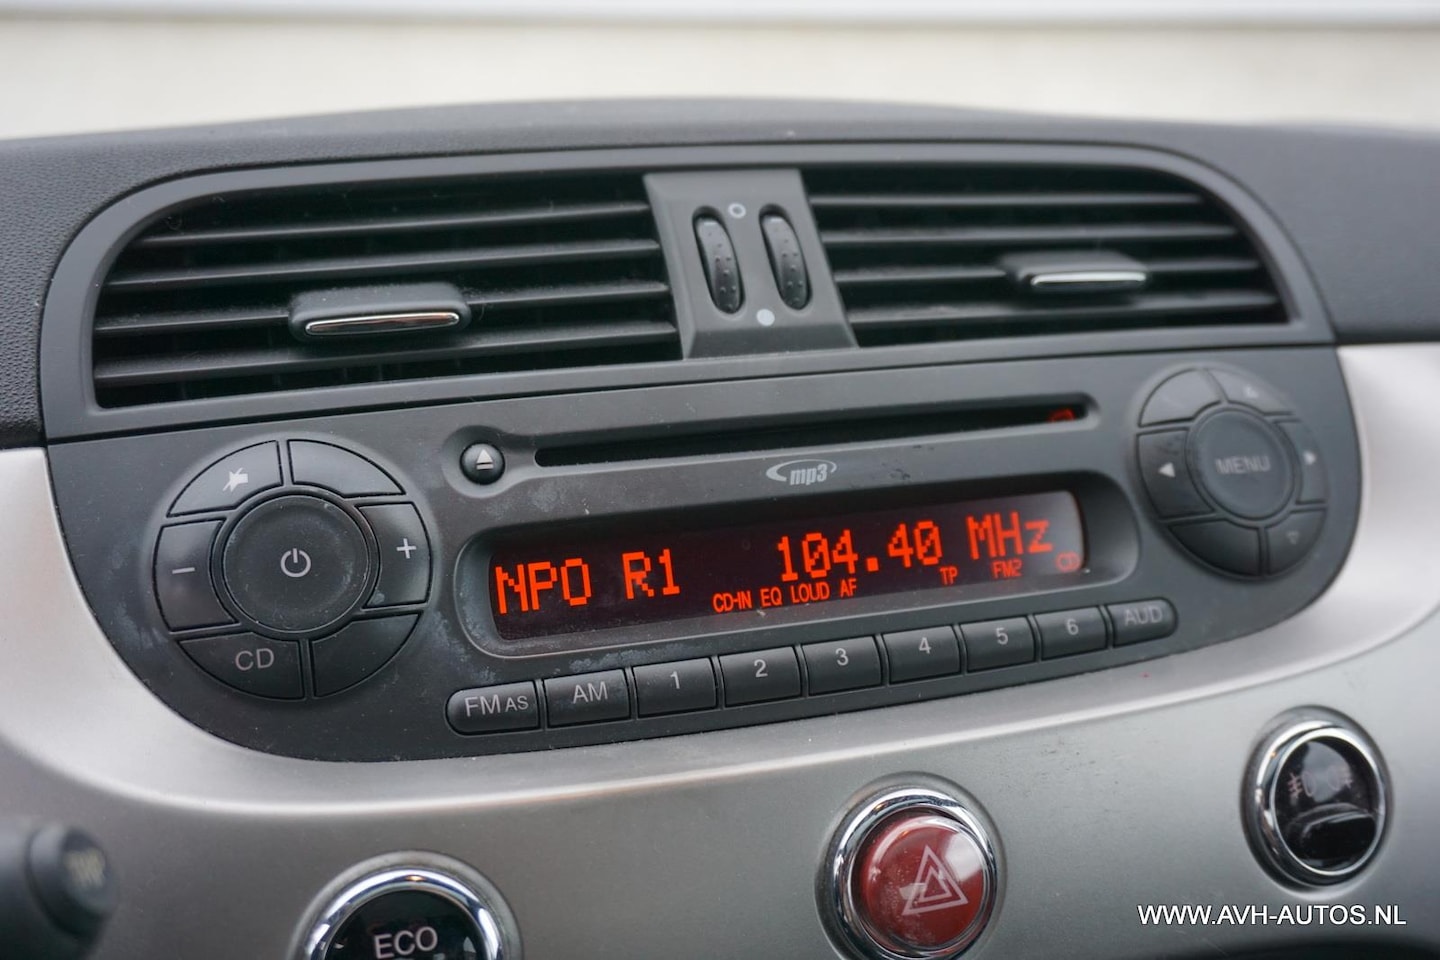 mp3
MENU
NPO R1 104.40 MHz
CD-IN EQ LOUD AF TP FM2 CD
CD
FM AS AM 1 2 3 4 5 6 AUD
ECO
WWW.AVH-AUTOS.NL